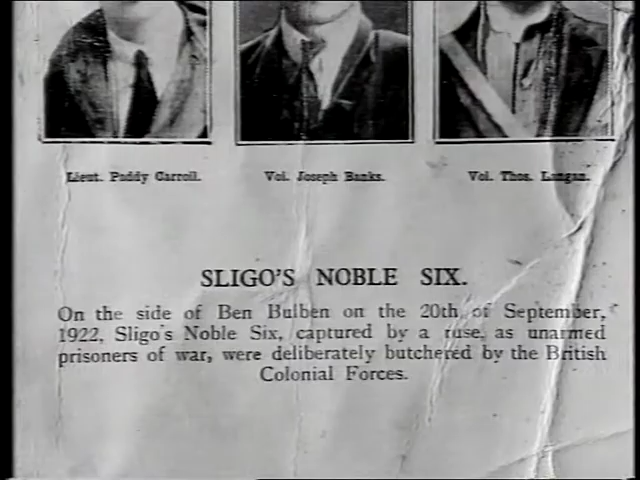 Lieut. Paddy Carroll. Vol. Joseph Banks. Vol. Thos. Langan.
SLIGO'S NOBLE SIX.
On the side of Ben Bulben on the 20th of September,
1922, Sligo's Noble Six, captured by a ruse, as unarmed
prisoners of war, were deliberately butchered by the British
Colonial Forces.